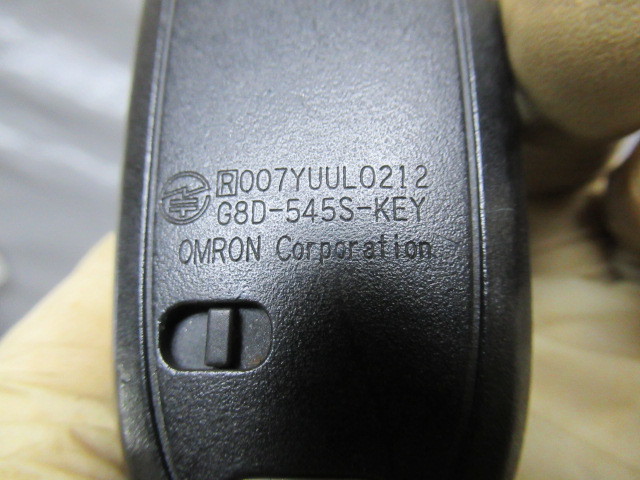 R007YUUL0212
G8D-545S-KEY
OMRON Corporation